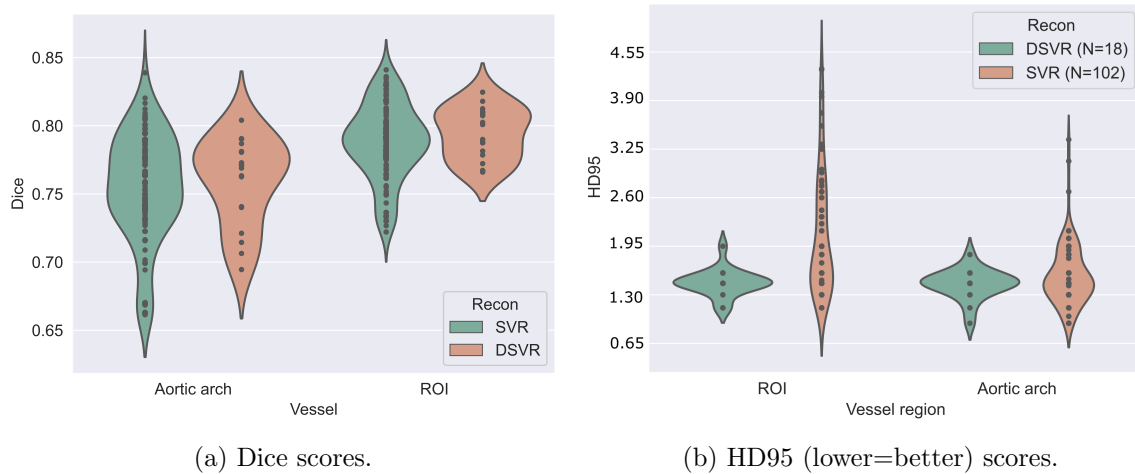 0.85
0.80
0.75
0.70
0.65
Dice
Recon
SVR
DSVR
Aortic arch
ROI
Vessel
(a) Dice scores.
4.55
3.90
3.25
2.60
1.95
1.30
0.65
HD95
Recon
DSVR (N=18)
SVR (N=102)
ROI
Aortic arch
Vessel region
(b) HD95 (lower=better) scores.